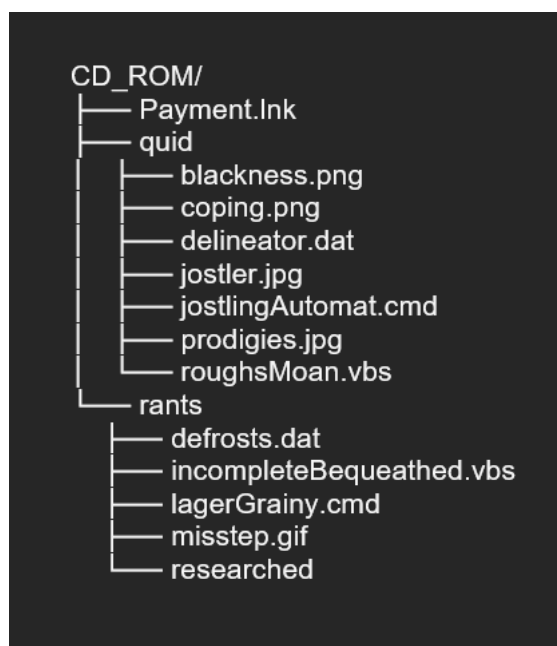 CD_ROM/
├── Payment.lnk
├── quid
│   ├── blackness.png
│   ├── coping.png
│   ├── delineator.dat
│   ├── jostler.jpg
│   ├── jostlingAutomat.cmd
│   ├── prodigies.jpg
│   └── roughsMoan.vbs
└── rants
    ├── defrosts.dat
    ├── incompleteBequeathed.vbs
    ├── lagerGrainy.cmd
    ├── misstep.gif
    └── researched